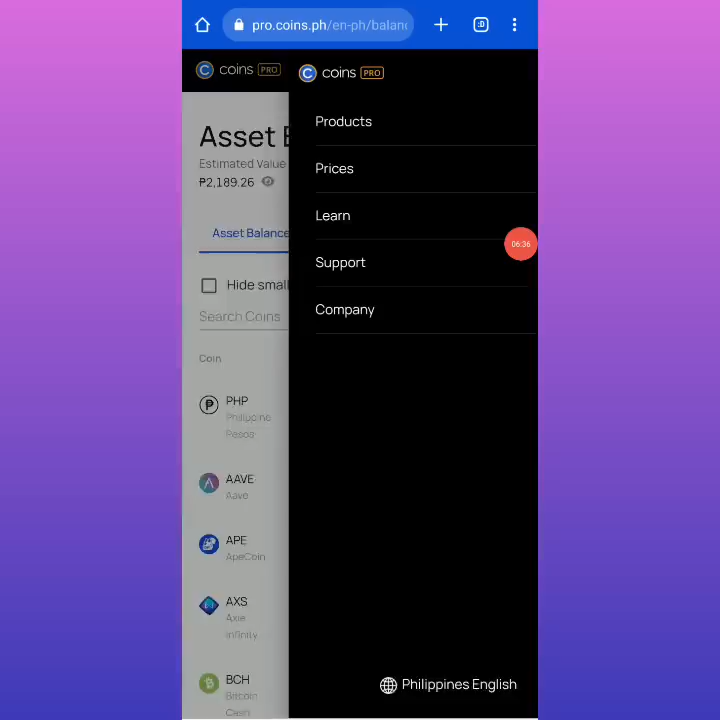 pro.coins.ph/en-ph/balanc
:D
coins PRO
coins PRO
Products
Prices
Learn
Support
Company
06:36
Asset
Estimated Value
₱2,189.26
Asset Balance
Hide small
Search Coins
Coin
PHP
Philippine
Pesos
AAVE
Aave
APE
ApeCoin
AXS
Axie
Infinity
BCH
Bitcoin
Cash
Philippines English